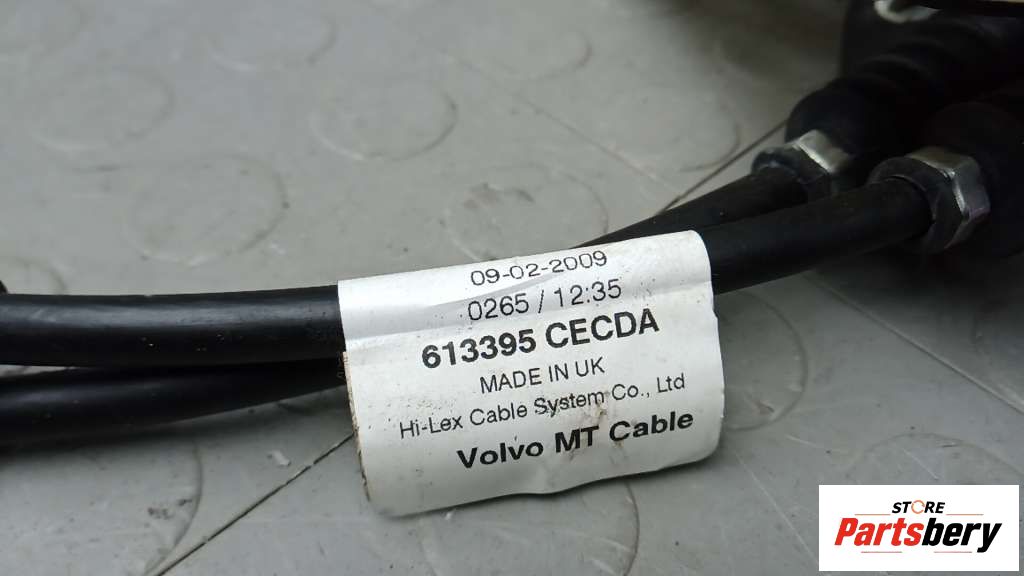 09-02-2009
0265 / 12:35
613395 CECDA
MADE IN UK
Hi-Lex Cable System Co., Ltd
Volvo MT Cable
STORE
Partsbery